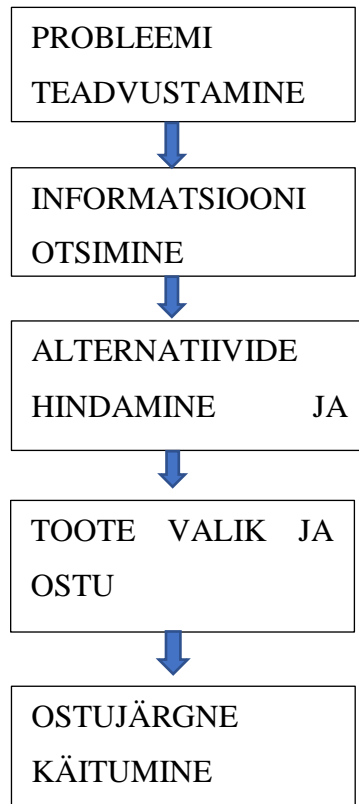 PROBLEEMI
TEADVUSTAMINE
INFORMATSIOONI
OTSIMINE
ALTERNATIIVIDE
HINDAMINE JA
TOOTE VALIK JA
OSTU
OSTUJÄRGNE
KÄITUMINE